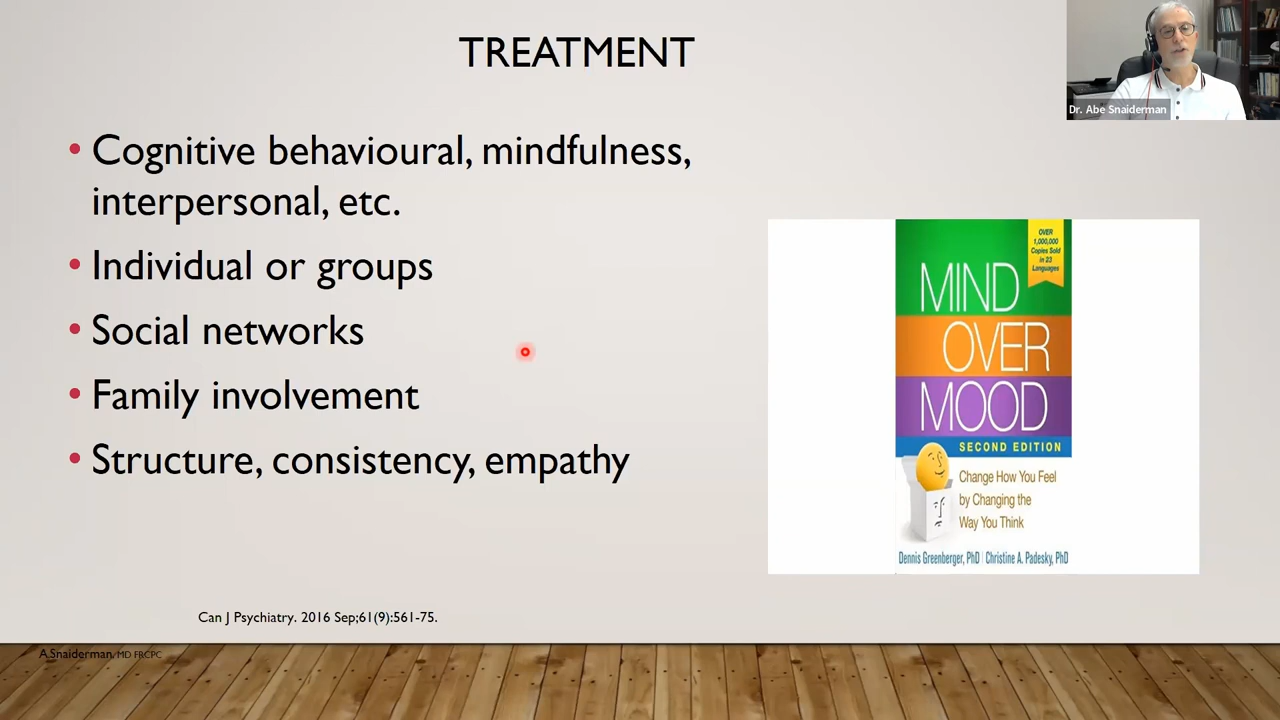 TREATMENT
Dr. Abe Snaiderman
• Cognitive behavioural, mindfulness,
interpersonal, etc.
• Individual or groups
• Social networks
• Family involvement
• Structure, consistency, empathy
OVER
1,000,000
Copies Sold
in 23
Languages
MIND
OVER
MOOD
SECOND EDITION
Change How You Feel
by Changing the
Way You Think
Dennis Greenberger, PhD | Christine A. Padesky, PhD
Can J Psychiatry. 2016 Sep;61(9):561-75.
A.Snaiderman, MD FRCPC